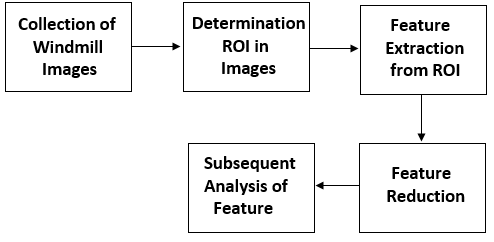 Collection of
Windmill
Images
Determination
ROI in
Images
Feature
Extraction
from ROI
Feature
Reduction
Subsequent
Analysis of
Feature